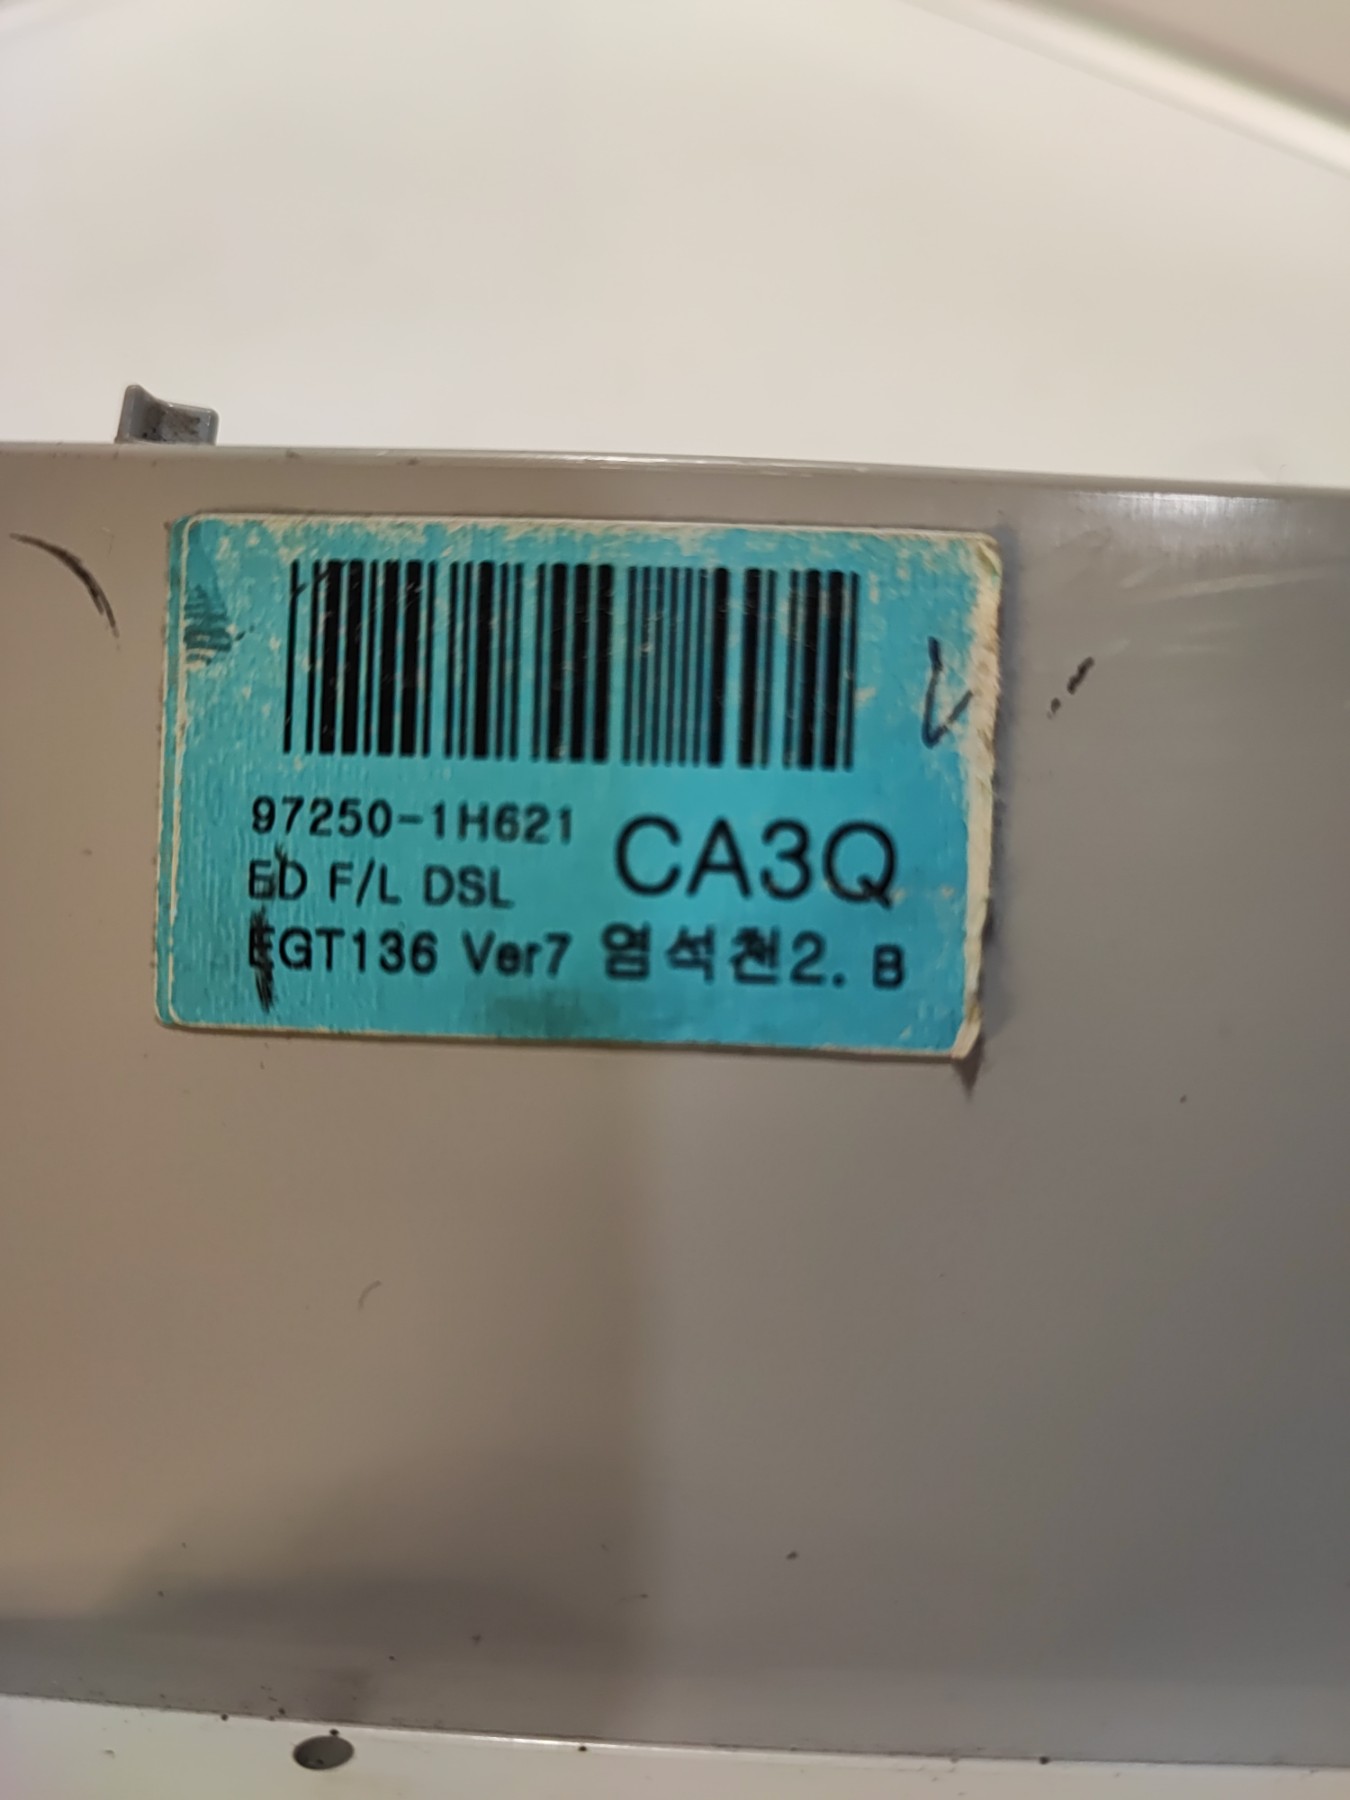 97250-1H621 CA3Q
ED F/L DSL
EGT136 Ver7 염석천2. B